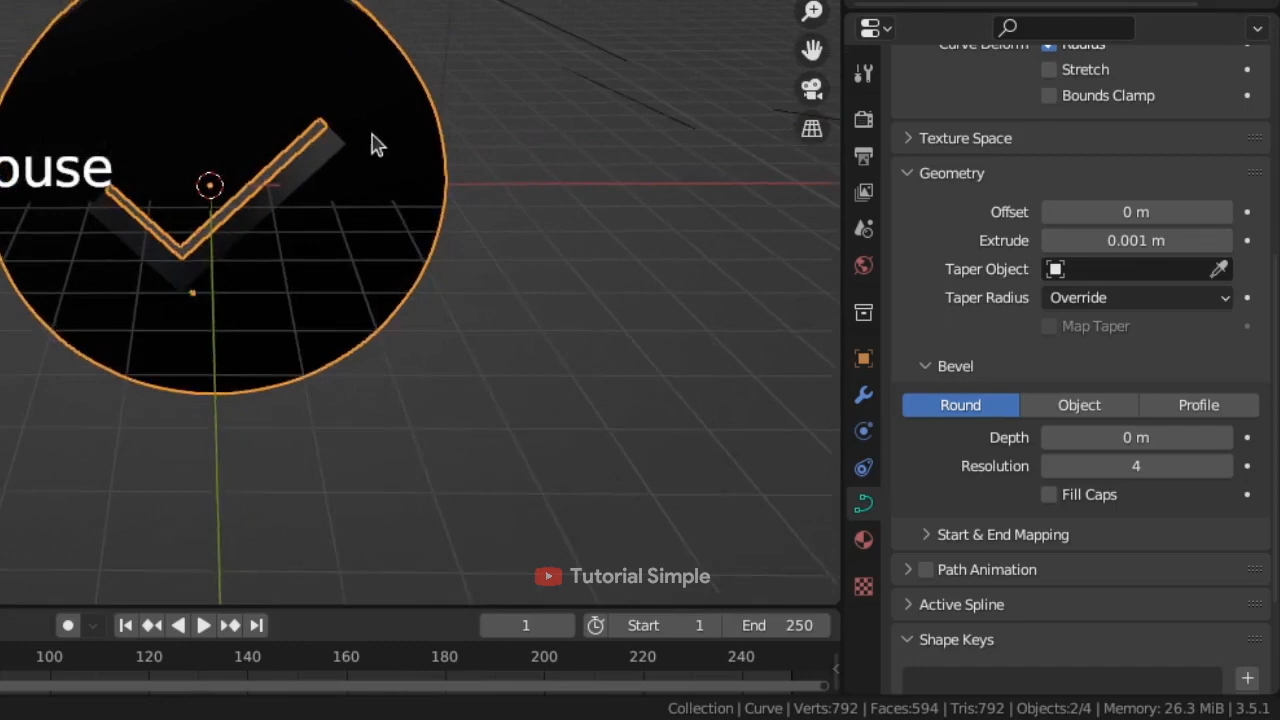 Curve Deform Radius
Stretch
Bounds Clamp
Texture Space
Geometry
Offset 0 m
Extrude 0.001 m
Taper Object
Taper Radius Override
Map Taper
Bevel
Round Object Profile
Depth 0 m
Resolution 4
Fill Caps
Start & End Mapping
Path Animation
Active Spline
Shape Keys
ouse
Tutorial Simple
1 Start 1 End 250
100 120 140 160 180 200 220 240
Collection | Curve | Verts:792 | Faces:594 | Tris:792 | Objects:2/4 | Memory: 26.3 MiB | 3.5.1